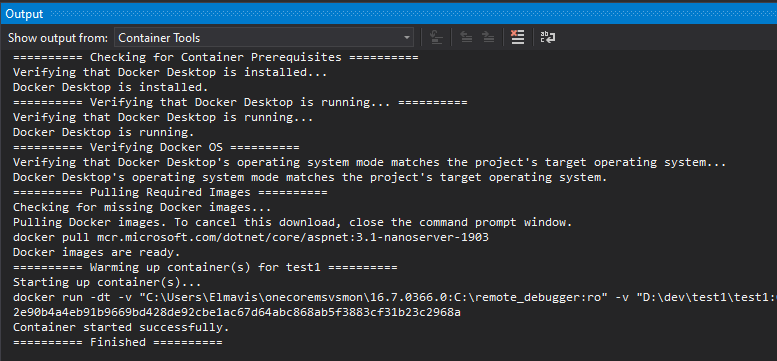 Output
Show output from: Container Tools
========== Checking for Container Prerequisites ==========
Verifying that Docker Desktop is installed...
Docker Desktop is installed.
========== Verifying that Docker Desktop is running... ==========
Verifying that Docker Desktop is running...
Docker Desktop is running.
========== Verifying Docker OS ==========
Verifying that Docker Desktop's operating system mode matches the project's target operating system...
Docker Desktop's operating system mode matches the project's target operating system.
========== Pulling Required Images ==========
Checking for missing Docker images...
Pulling Docker images. To cancel this download, close the command prompt window.
docker pull mcr.microsoft.com/dotnet/core/aspnet:3.1-nanoserver-1903
Docker images are ready.
========== Warming up container(s) for test1 ==========
Starting up container(s)...
docker run -dt -v "C:\Users\Elmavis\onecoremsvsmon\16.7.0366.0:C:\remote_debugger:ro" -v "D:\dev\test1\test1:
2e90b4a4eb91b9669bd428de92cbe1ac67d64abc868ab5f3883cf31b23c2968a
Container started successfully.
========== Finished ==========